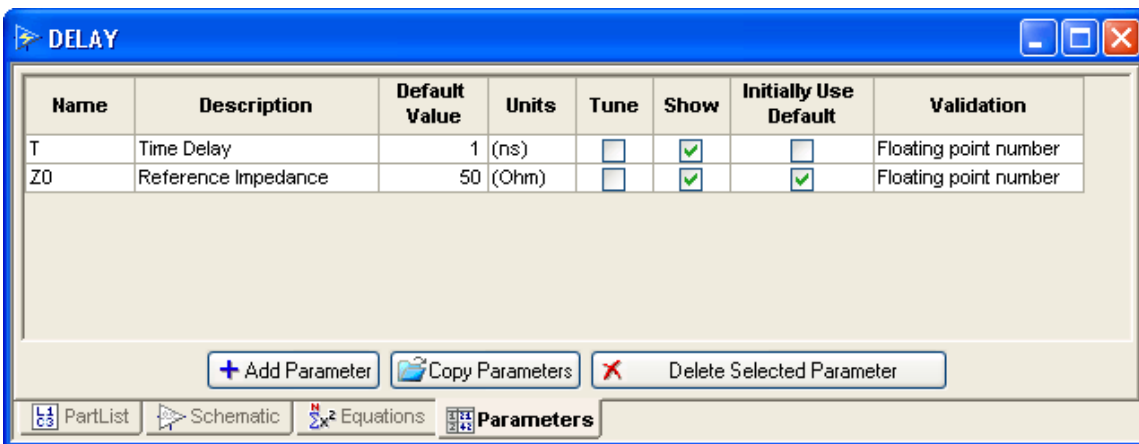 DELAY
Name Description Default Value Units Tune Show Initially Use Default Validation
T Time Delay 1 (ns) Floating point number
Z0 Reference Impedance 50 (Ohm) Floating point number
+ Add Parameter Copy Parameters Delete Selected Parameter
PartList Schematic Equations Parameters